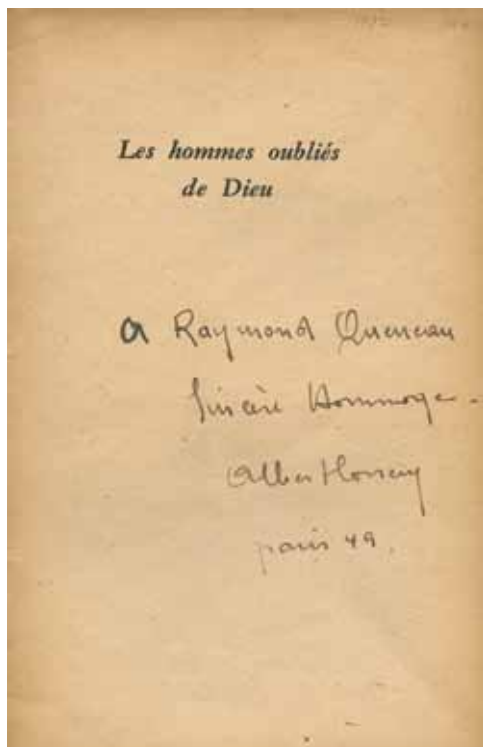 Les hommes oubliés
de Dieu
a Raymond Queneau
Sincère Hommage -
Albert Cossery
paris 49.